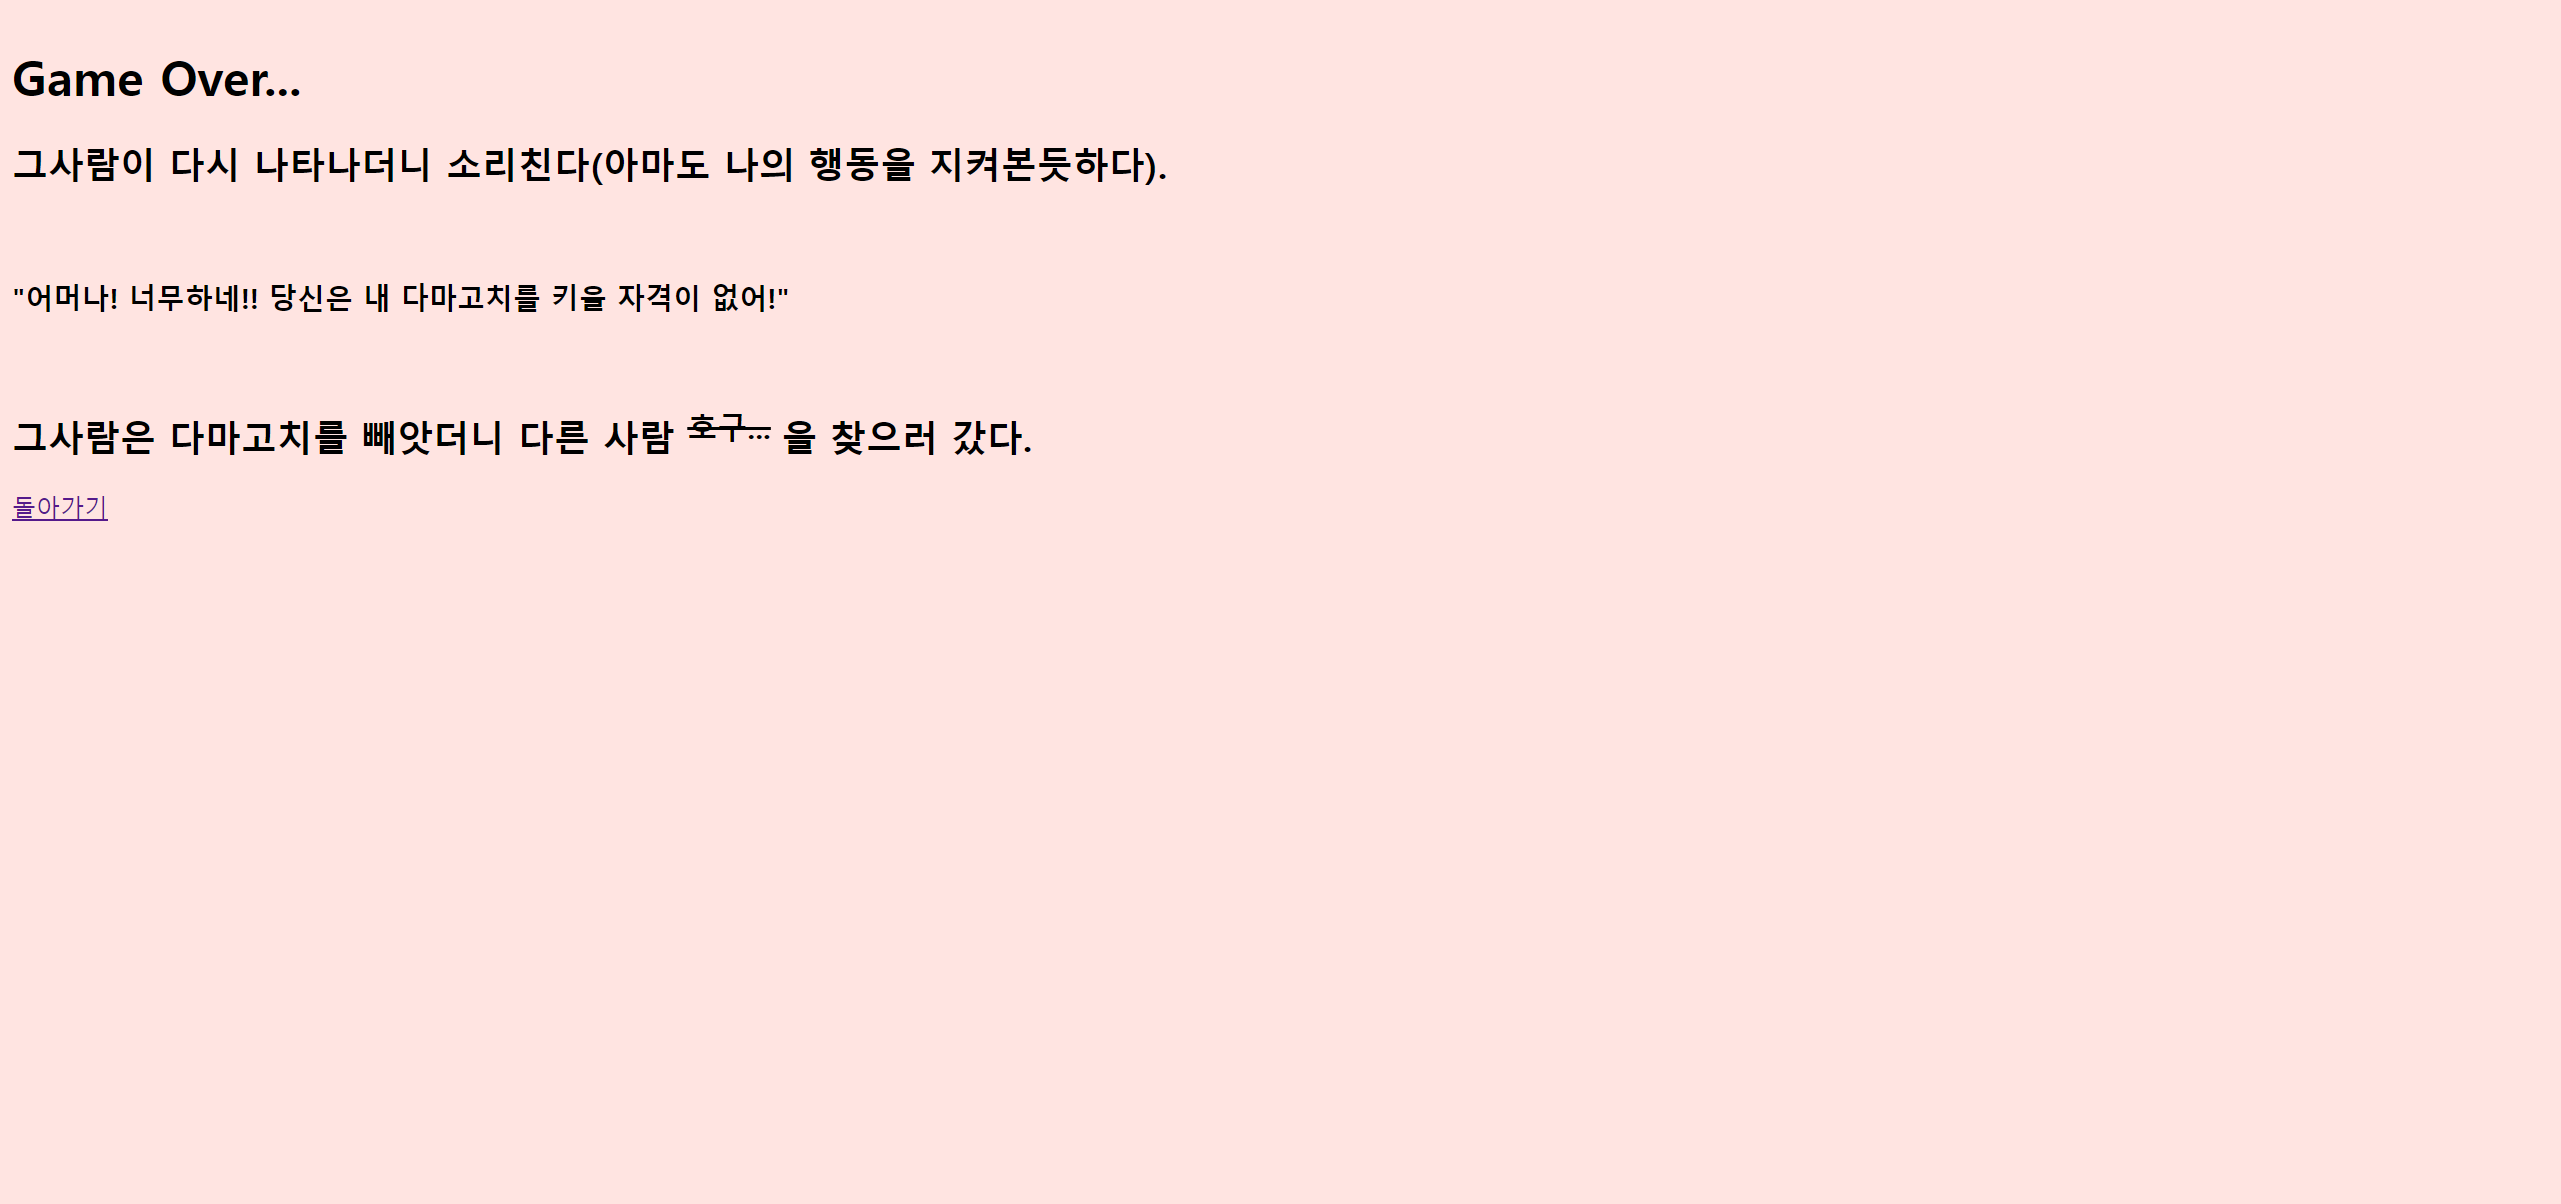 Game Over...
그사람이 다시 나타나더니 소리친다(아마도 나의 행동을 지켜본듯하다).
"어머나! 너무하네!! 당신은 내 다마고치를 키울 자격이 없어!"
그사람은 다마고치를 빼앗더니 다른 사람 호구... 을 찾으러 갔다.
돌아가기